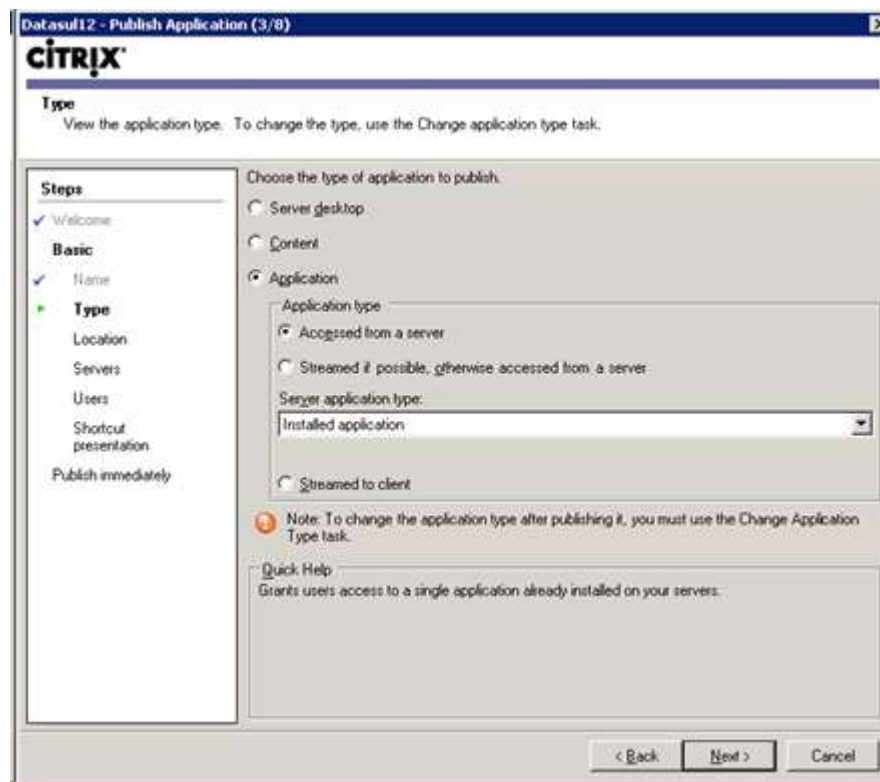 Datasul12 - Publish Application (3/8)
CITRIX
Type
View the application type. To change the type, use the Change application type task.
Steps
Welcome
Basic
Name
Type
Location
Servers
Users
Shortcut
presentation
Publish immediately
Choose the type of application to publish.
Server desktop
Content
Application
Application type
Accessed from a server
Streamed if possible, otherwise accessed from a server
Server application type:
Installed application
Streamed to client
Note: To change the application type after publishing it, you must use the Change Application
Type task.
Quick Help
Grants users access to a single application already installed on your servers.
< Back
Next >
Cancel